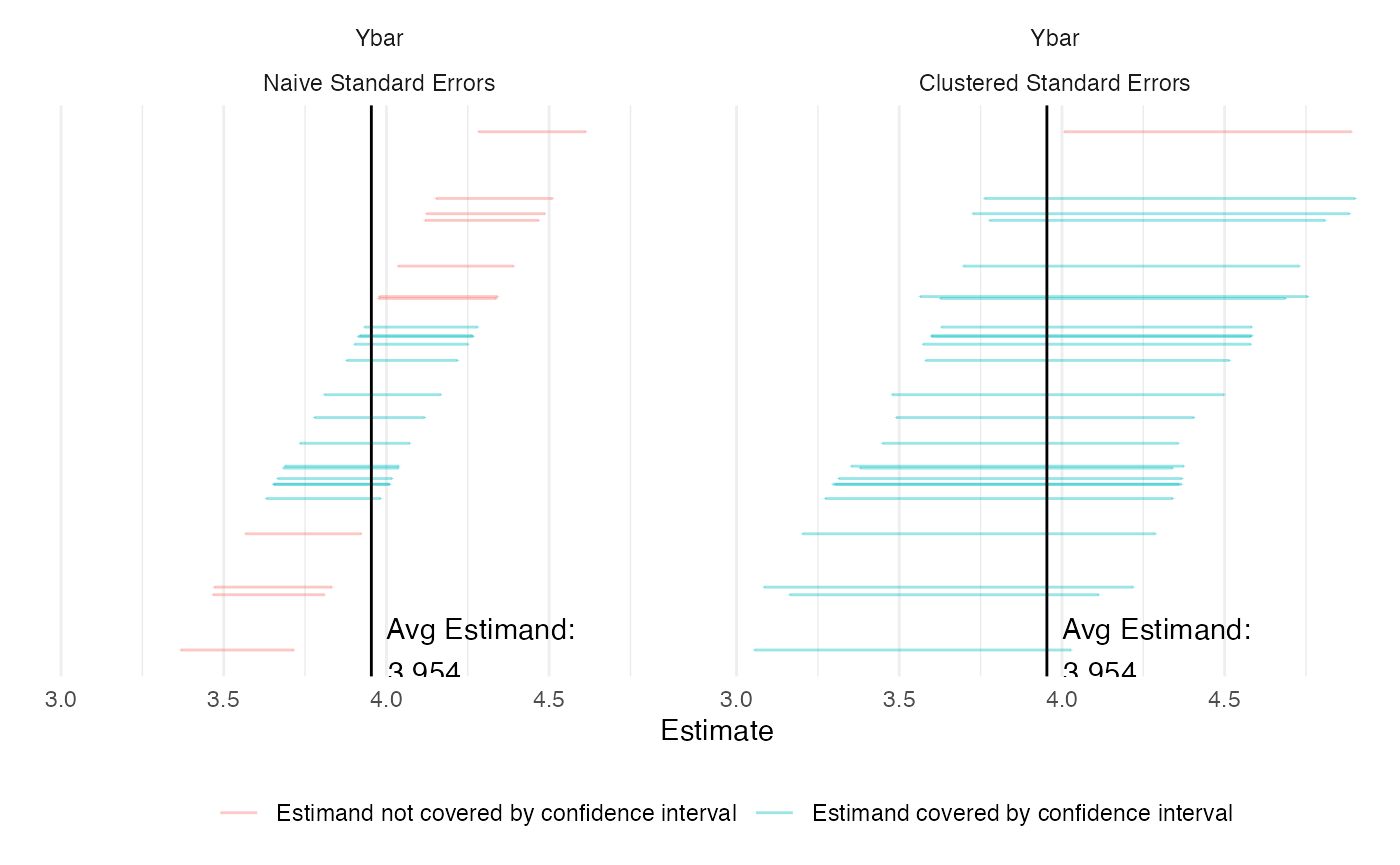 Ybar
Naive Standard Errors
Ybar
Clustered Standard Errors
Avg Estimand:
3.954
Avg Estimand:
3.954
3.0 3.5 4.0 4.5
3.0 3.5 4.0 4.5
Estimate
Estimand not covered by confidence interval
Estimand covered by confidence interval